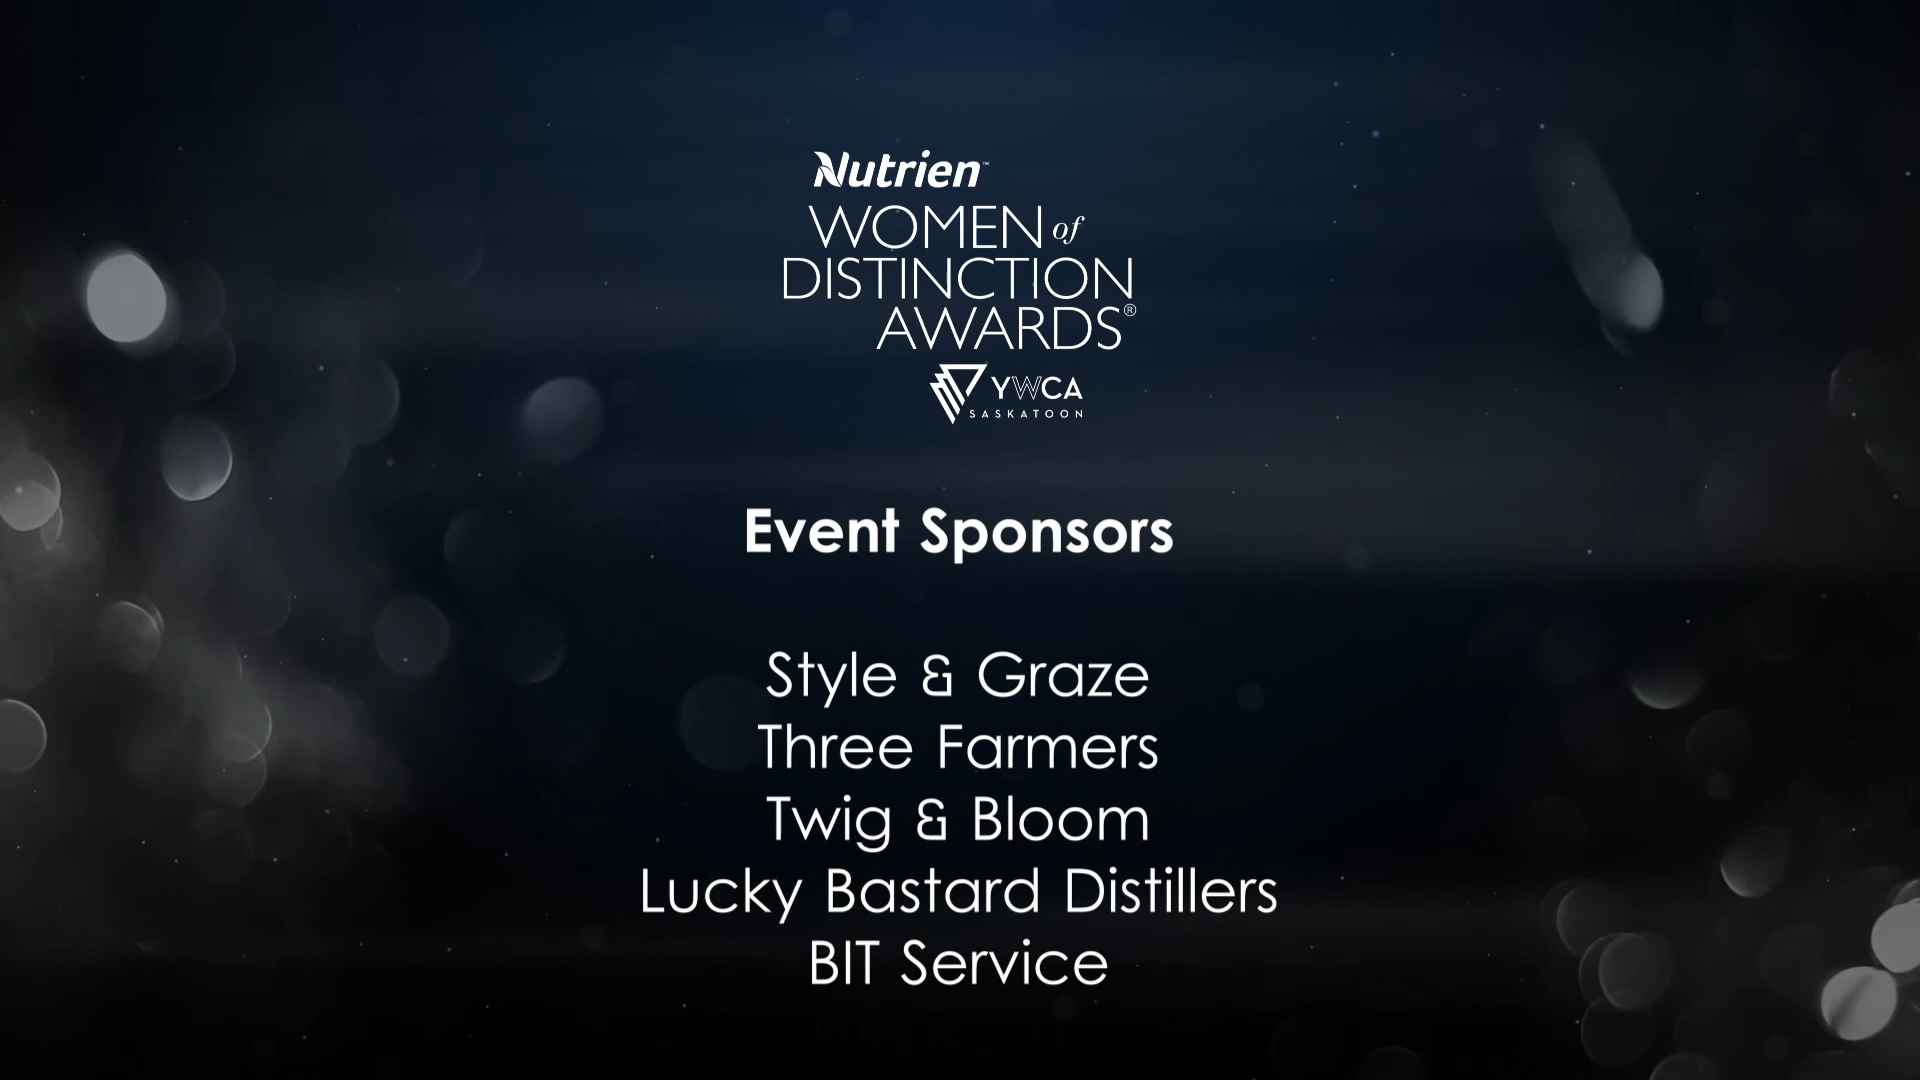 Nutrien™
WOMEN of
DISTINCTION
AWARDS®
YWCA
SASKATOON
Event Sponsors
Style & Graze
Three Farmers
Twig & Bloom
Lucky Bastard Distillers
BIT Service